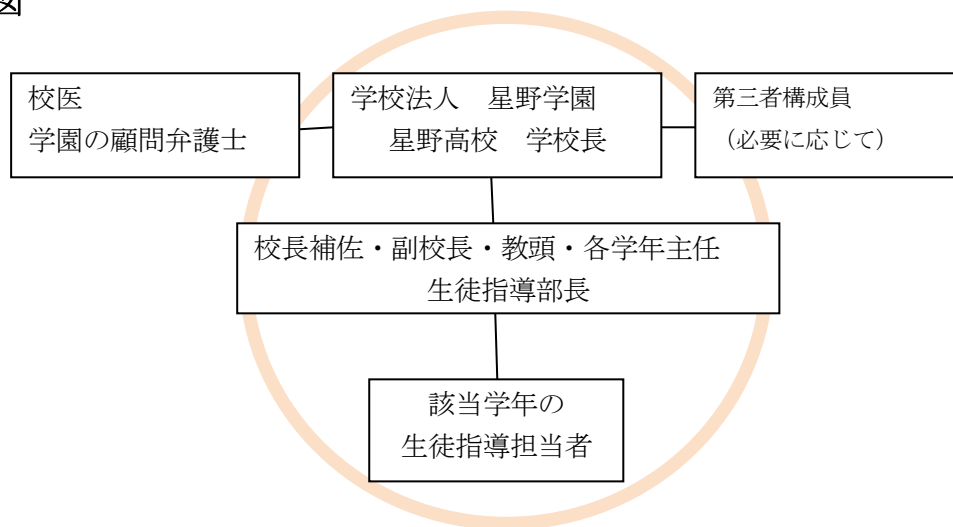 図
校医
学園の顧問弁護士
学校法人　星野学園
星野高校　学校長
第三者構成員
（必要に応じて）
校長補佐・副校長・教頭・各学年主任
生徒指導部長
該当学年の
生徒指導担当者